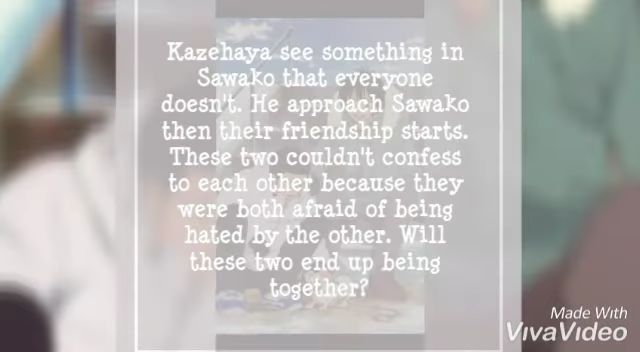 Kazehaya see something in
Sawako that everyone
doesn't. He approach Sawako
then their friendship starts.
These two couldn't confess
to each other because they
were both afraid of being
hated by the other. Will
these two end up being
together?
Made With
VivaVideo